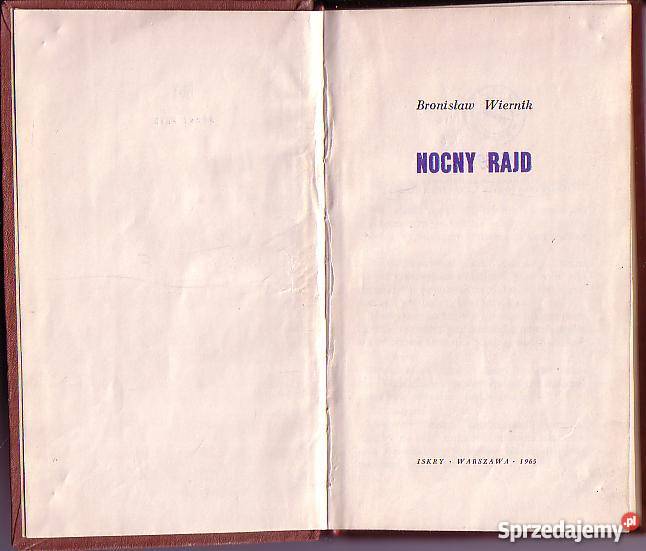 Bronisław Wiernik
NOCNY RAJD
ISKRY · WARSZAWA · 1965
Sprzedajemy.pl